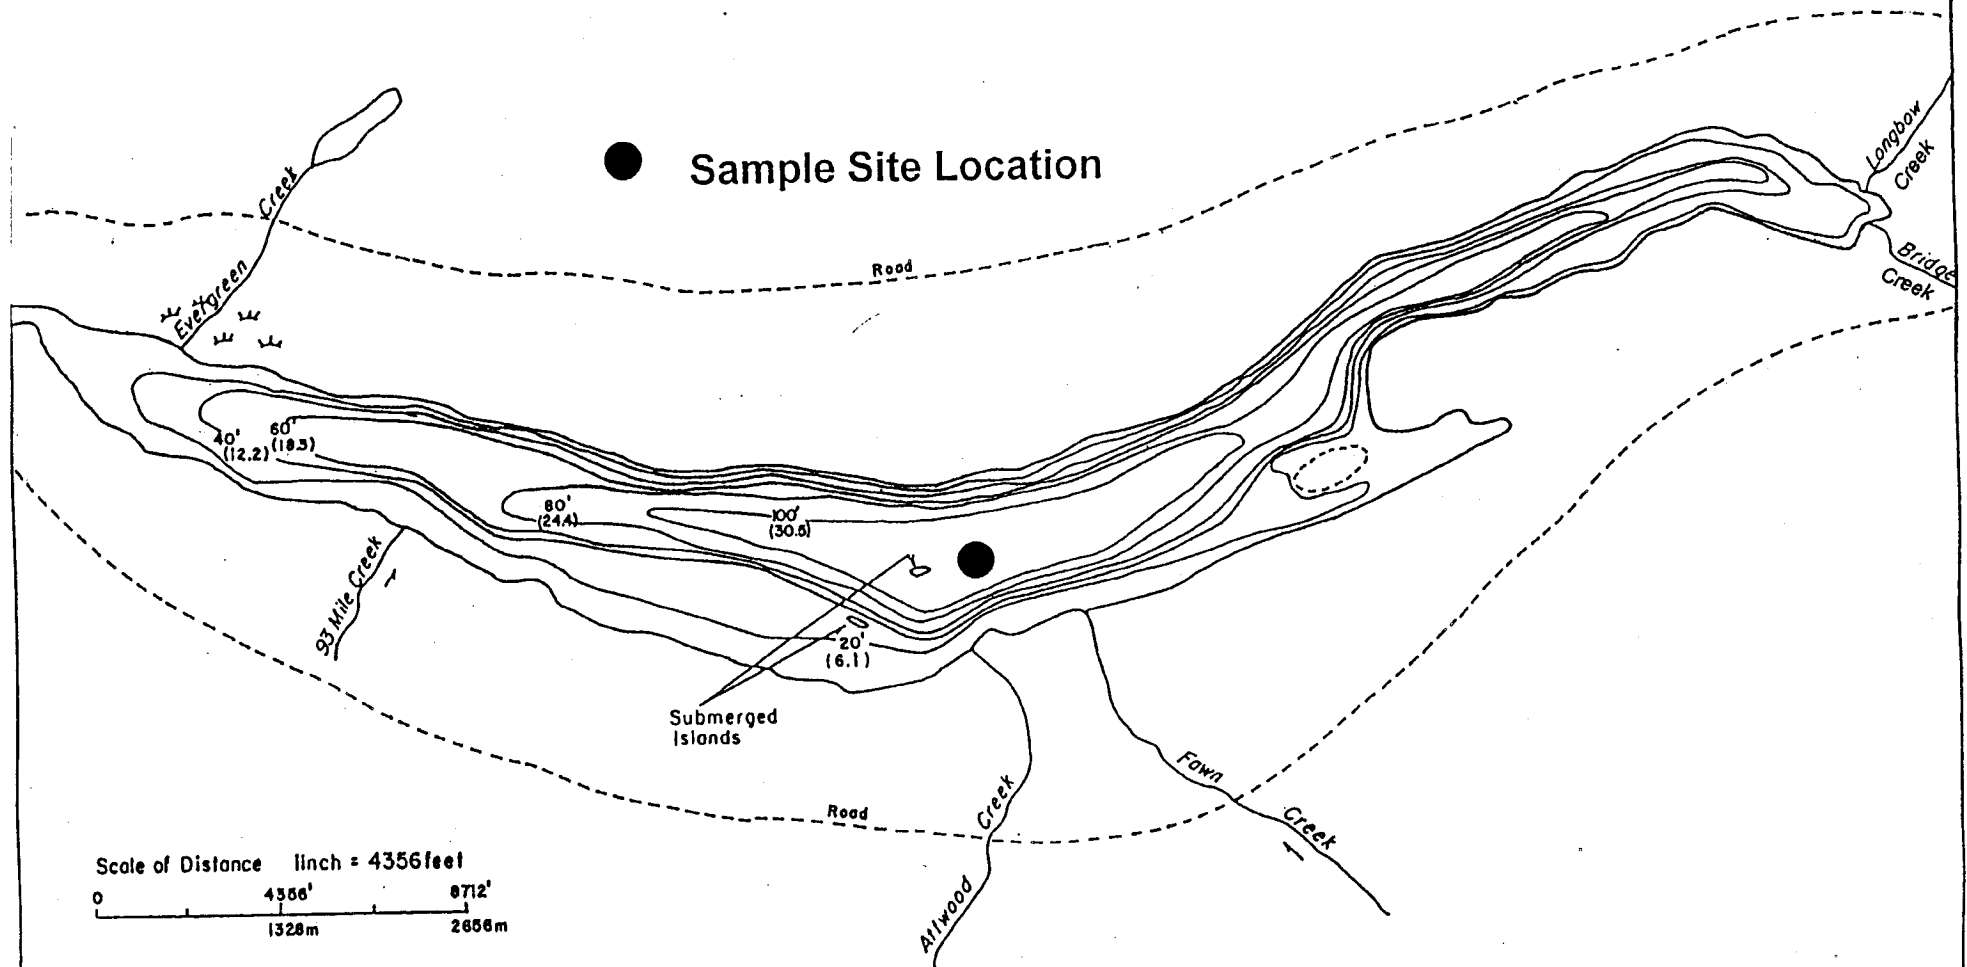 Longbow
Creek
Sample Site Location
Creek
Evergreen
Road
Bridge
Creek
40'
(12.2)
60'
(18.3)
80'
(24.4)
100'
(30.5)
93 Mile Creek
20'
(6.1)
Submerged
Islands
Fawn
Creek
Road
Creek
Attwood
Scale of Distance 1inch = 4356feet
0 4356' 8712'
1328m 2656m